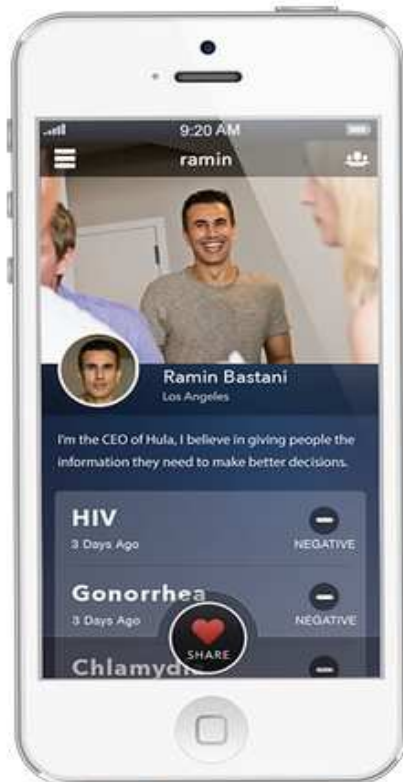 9:20 AM
ramin
Ramin Bastani
Los Angeles
I'm the CEO of Hula, I believe in giving people the
information they need to make better decisions.
HIV
3 Days Ago
NEGATIVE
Gonorrhea
3 Days Ago
NEGATIVE
SHARE
Chlamydia